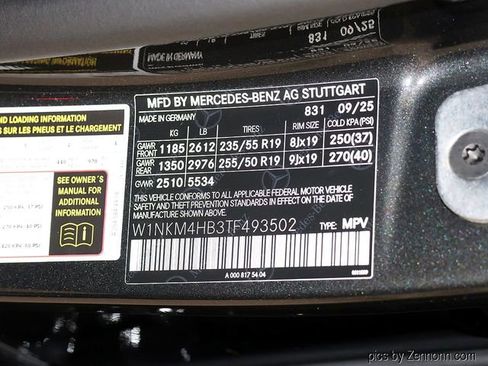 MFD BY MERCEDES-BENZ AG STUTTGART
MADE IN GERMANY 831 09/25
KG LB TIRES RIM SIZE COLD KPA (PSI)
GAWR FRONT 1185 2612 235/55 R19 8Jx19 250(37)
GAWR REAR 1350 2976 255/50 R19 9Jx19 270(40)
GVWR 2510 5534
THIS VEHICLE CONFORMS TO ALL APPLICABLE FEDERAL MOTOR VEHICLE
SAFETY AND THEFT PREVENTION STANDARDS IN EFFECT
ON THE DATE OF MANUFACTURE SHOWN ABOVE.
W1NKM4HB3TF493502 TYPE: MPV
A 000 817 54 04
SUR LES PNEUS ET LE CHARGEMENT
SEE OWNER'S
MANUAL FOR
ADDITIONAL
INFORMATION
831 09/25
pics by Zennonn.com